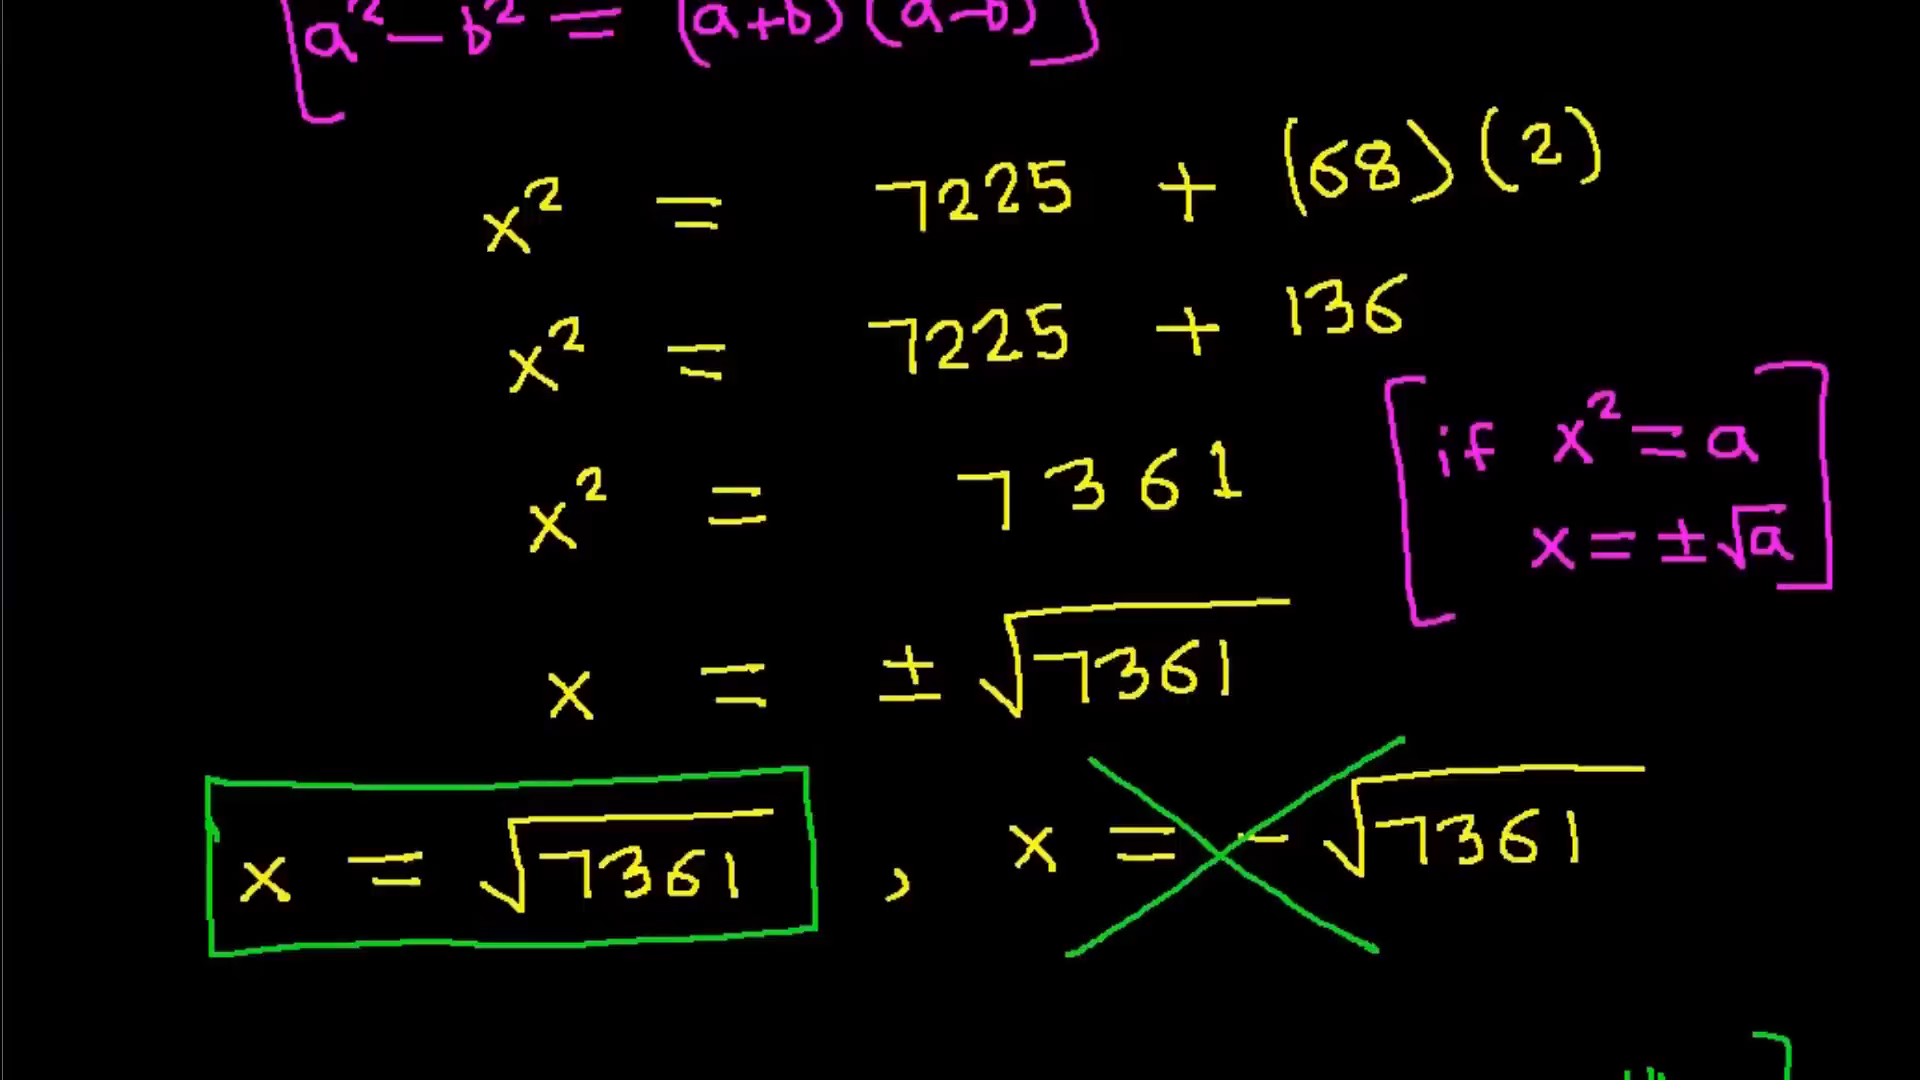 [a² − b² = (a+b)(a−b)]
x² = 7225 + (68)(2)
x² = 7225 + 136
x² = 7361
[if x² = a
x = ±√a]
x = ±√7361
x = √7361 , x = −√7361